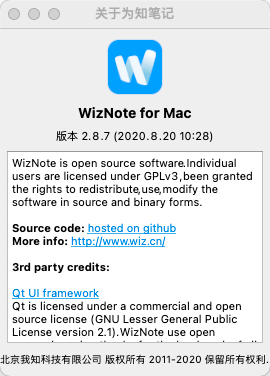 关于为知笔记
WizNote for Mac
版本 2.8.7 (2020.8.20 10:28)
WizNote is open source software.Individual
users are licensed under GPLv3,been granted
the rights to redistribute,use,modify the
software in source and binary forms.
Source code: hosted on github
More info: http://www.wiz.cn/
3rd party credits:
Qt UI framework
Qt is licensed under a commercial and open
source license (GNU Lesser General Public
License version 2.1).WizNote use open
北京我知科技有限公司 版权所有 2011-2020 保留所有权利.